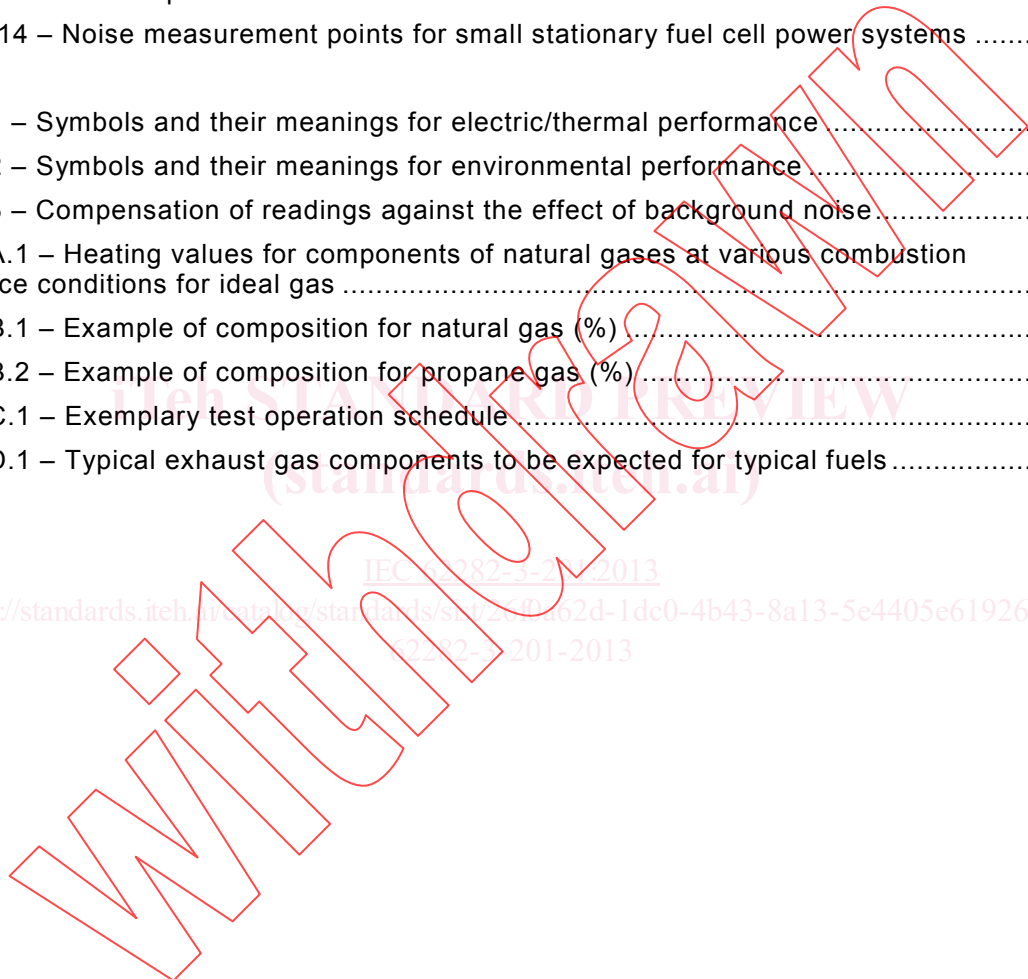 14 – Noise measurement points for small stationary fuel cell power systems .......
– Symbols and their meanings for electric/thermal performance ..........................
– Symbols and their meanings for environmental performance ............................
– Compensation of readings against the effect of background noise ...................
A.1 – Heating values for components of natural gases at various combustion
ce conditions for ideal gas ....................................................................................
B.1 – Example of composition for natural gas (%) ..................................................
B.2 – Example of composition for propane gas (%) ................................................
C.1 – Exemplary test operation schedule ...............................................................
D.1 – Typical exhaust gas components to be expected for typical fuels .................
iTeh STANDARD PREVIEW
(standards.iteh.ai)
IEC 62282-3-201:2013
://standards.iteh.ai/catalog/standards/sist/26f0a62d-1dc0-4b43-8a13-5e4405e61926
62282-3-201-2013
withdrawn